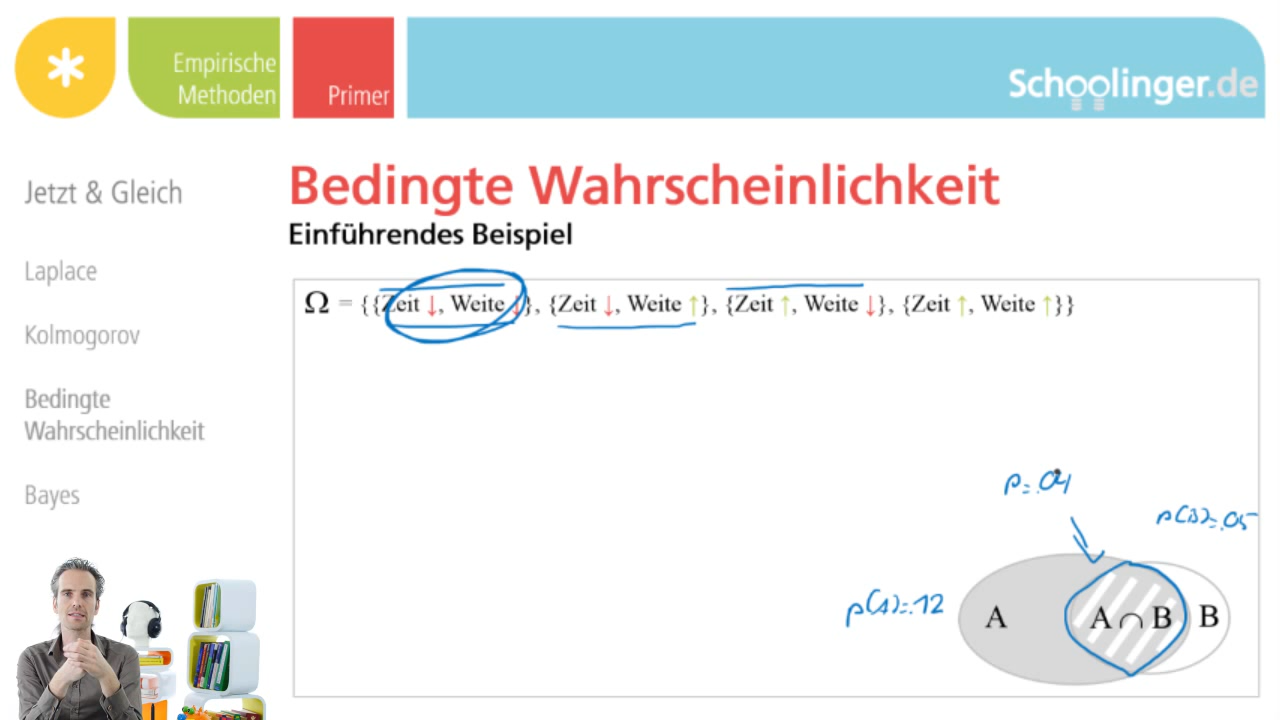 Empirische
Methoden
Primer
Schoolinger.de
Jetzt & Gleich
Laplace
Kolmogorov
Bedingte
Wahrscheinlichkeit
Bayes
Bedingte Wahrscheinlichkeit
Einführendes Beispiel
Ω = {{Zeit ↓, Weite ↓}, {Zeit ↓, Weite ↑}, {Zeit ↑, Weite ↓}, {Zeit ↑, Weite ↑}}
p=.04
p(B)=.05
p(A)=.12
A
A ∩ B
B